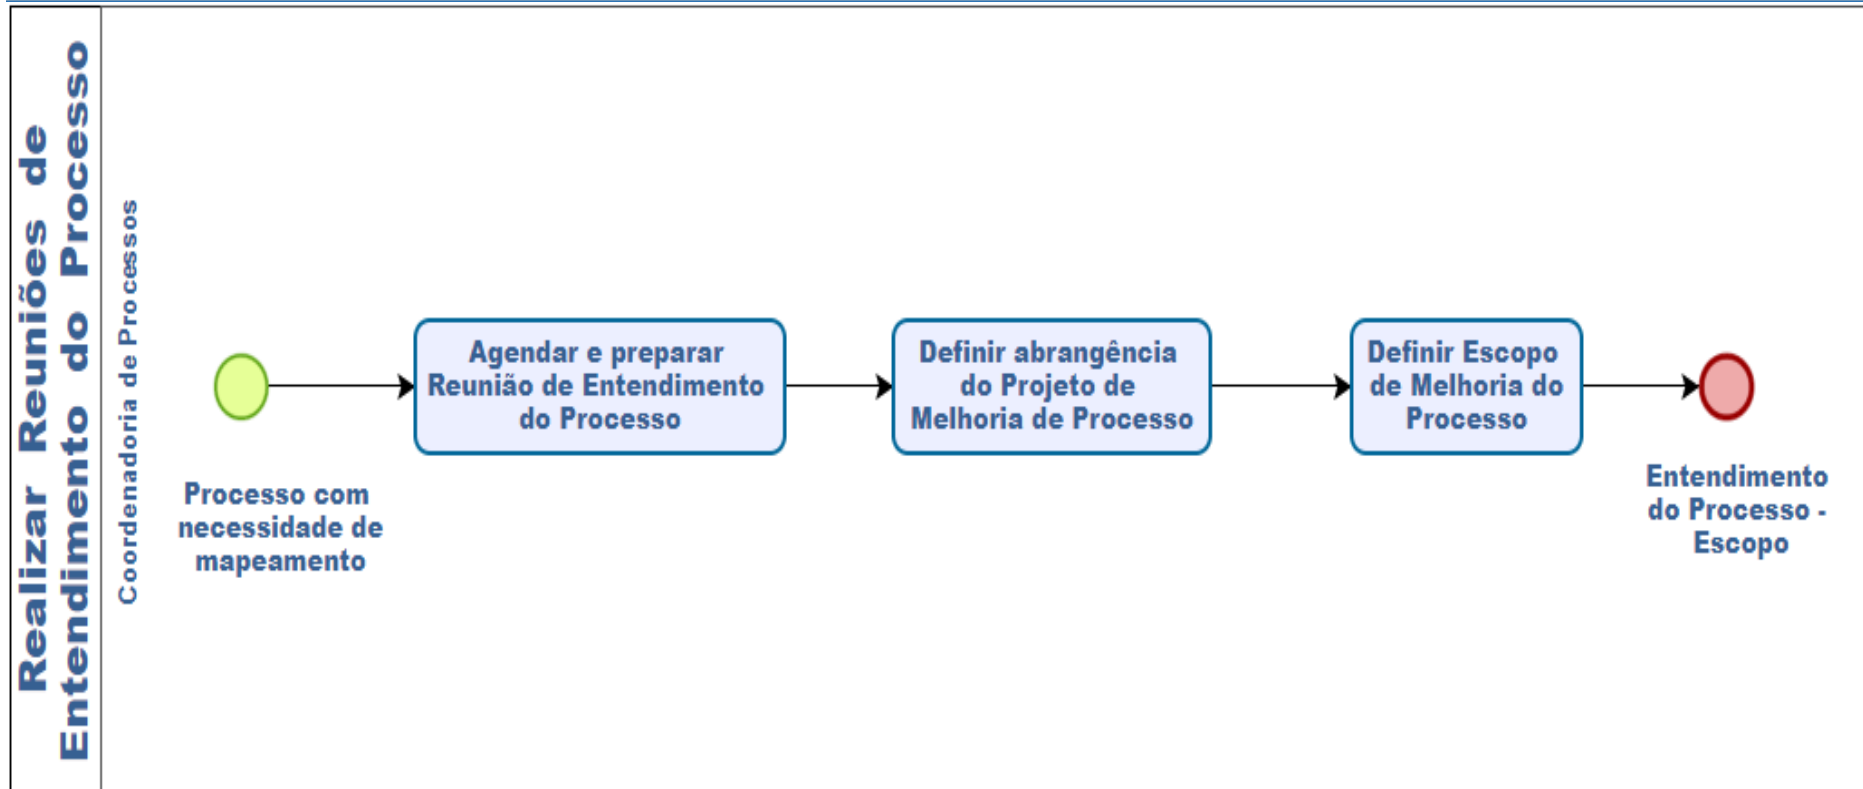 Realizar Reuniões de
Entendimento do Processo
Coordenadoria de Processos
Processo com
necessidade de
mapeamento
Agendar e preparar
Reunião de Entendimento
do Processo
Definir abrangência
do Projeto de
Melhoria de Processo
Definir Escopo
de Melhoria do
Processo
Entendimento
do Processo -
Escopo